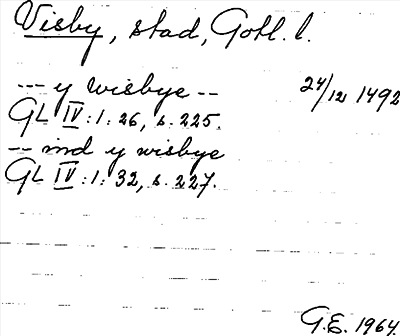 Visby, stad, Gotl. l.
--- y wisbye -- 24/12 1492
GL IV:1:26, s. 225.
-- ind y wisbye
GL IV:1:32, s. 227.
G.E. 1964.